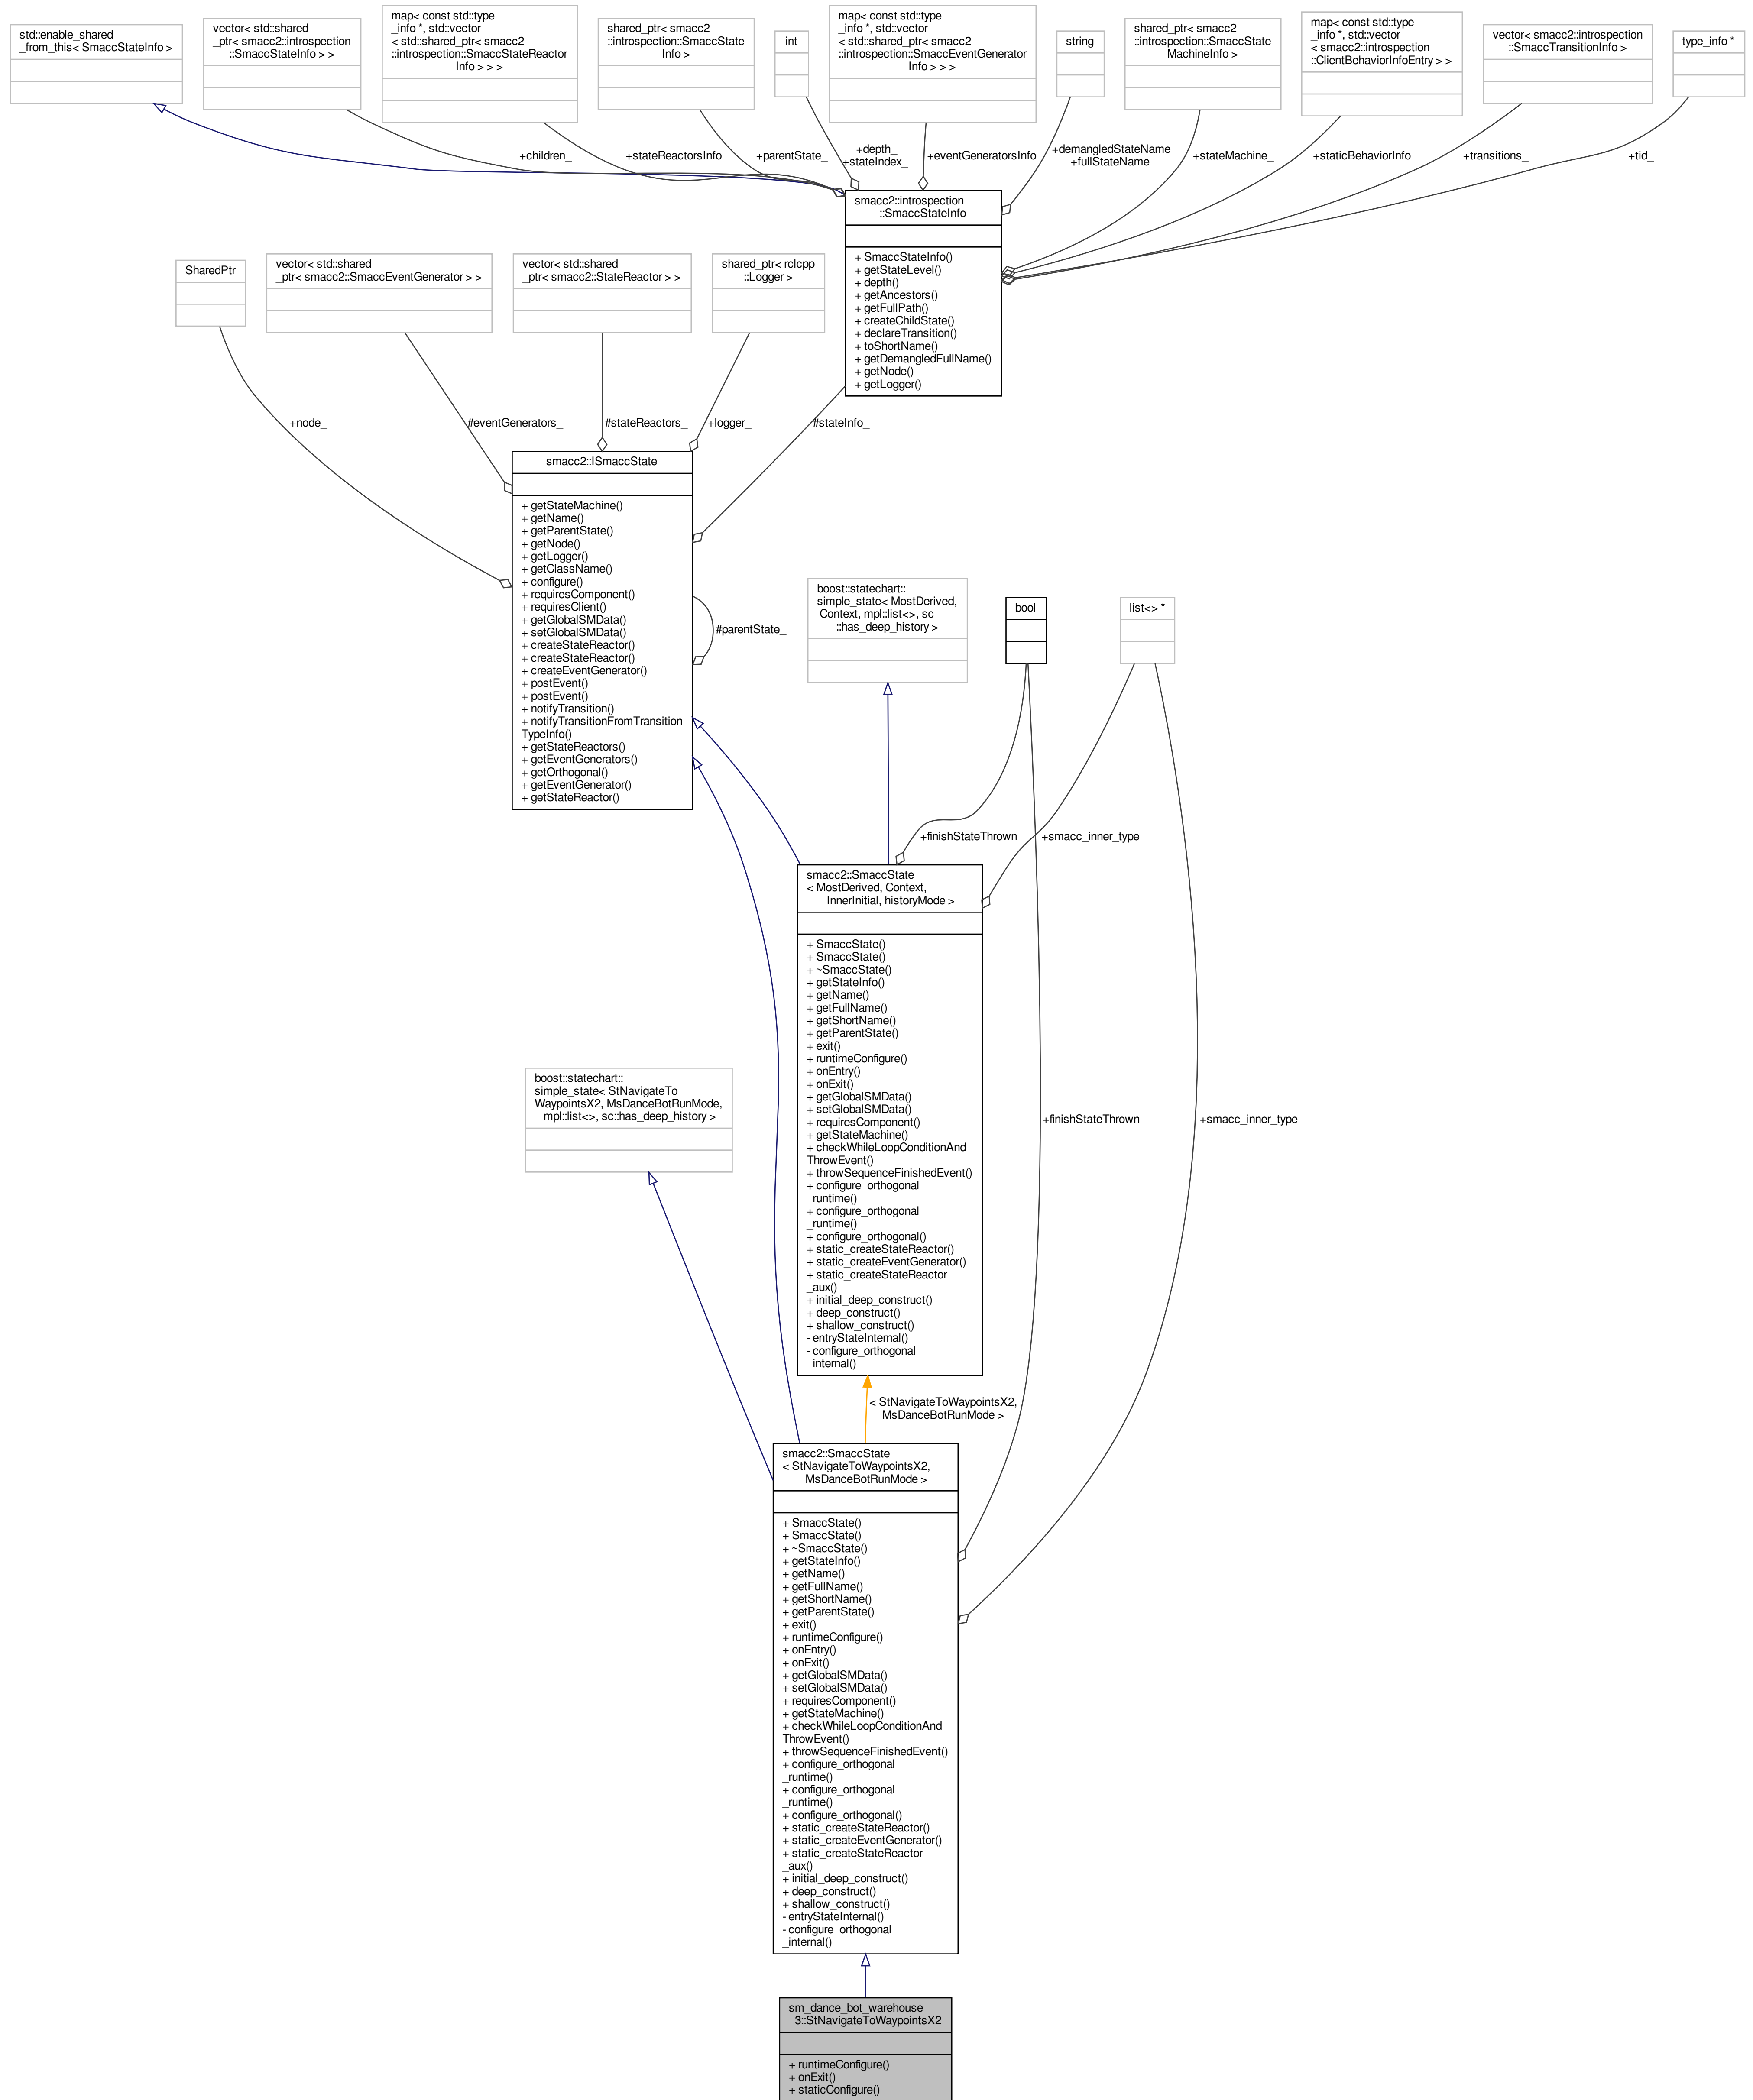 std::enable_shared
_from_this< SmaccStateInfo >
vector< std::shared
_ptr< smacc2::introspection
::SmaccStateInfo > >
map< const std::type
_info *, std::vector
< std::shared_ptr< smacc2
::introspection::SmaccStateReactor
Info > > >
shared_ptr< smacc2
::introspection::SmaccState
Info >
int
map< const std::type
_info *, std::vector
< std::shared_ptr< smacc2
::introspection::SmaccEventGenerator
Info > > >
string
shared_ptr< smacc2
::introspection::SmaccState
MachineInfo >
map< const std::type
_info *, std::vector
< smacc2::introspection
::ClientBehaviorInfoEntry > >
vector< smacc2::introspection
::SmaccTransitionInfo >
type_info *
+children_
+stateReactorsInfo
+parentState_
+depth_
+stateIndex_
+eventGeneratorsInfo
+demangledStateName
+fullStateName
+stateMachine_
+staticBehaviorInfo
+transitions_
+tid_
smacc2::introspection
::SmaccStateInfo
+ SmaccStateInfo()
+ getStateLevel()
+ depth()
+ getAncestors()
+ getFullPath()
+ createChildState()
+ declareTransition()
+ toShortName()
+ getDemangledFullName()
+ getNode()
+ getLogger()
SharedPtr
vector< std::shared
_ptr< smacc2::SmaccEventGenerator > >
vector< std::shared
_ptr< smacc2::StateReactor > >
shared_ptr< rclcpp
::Logger >
+node_
#eventGenerators_
#stateReactors_
+logger_
#stateInfo_
smacc2::ISmaccState
+ getStateMachine()
+ getName()
+ getParentState()
+ getNode()
+ getLogger()
+ getClassName()
+ configure()
+ requiresComponent()
+ requiresClient()
+ getGlobalSMData()
+ setGlobalSMData()
+ createStateReactor()
+ createStateReactor()
+ createEventGenerator()
+ postEvent()
+ postEvent()
+ notifyTransition()
+ notifyTransitionFromTransition
TypeInfo()
+ getStateReactors()
+ getEventGenerators()
+ getOrthogonal()
+ getEventGenerator()
+ getStateReactor()
#parentState_
boost::statechart::
simple_state< MostDerived,
Context, mpl::list<>, sc
::has_deep_history >
bool
list<> *
+finishStateThrown
+smacc_inner_type
smacc2::SmaccState
< MostDerived, Context,
InnerInitial, historyMode >
+ SmaccState()
+ SmaccState()
+ ~SmaccState()
+ getStateInfo()
+ getName()
+ getFullName()
+ getShortName()
+ getParentState()
+ exit()
+ runtimeConfigure()
+ onEntry()
+ onExit()
+ getGlobalSMData()
+ setGlobalSMData()
+ requiresComponent()
+ getStateMachine()
+ checkWhileLoopConditionAnd
ThrowEvent()
+ throwSequenceFinishedEvent()
+ configure_orthogonal
_runtime()
+ configure_orthogonal
_runtime()
+ configure_orthogonal()
+ static_createStateReactor()
+ static_createEventGenerator()
+ static_createStateReactor
_aux()
+ initial_deep_construct()
+ deep_construct()
+ shallow_construct()
- entryStateInternal()
- configure_orthogonal
_internal()
boost::statechart::
simple_state< StNavigateTo
WaypointsX2, MsDanceBotRunMode,
mpl::list<>, sc::has_deep_history >
+finishStateThrown
+smacc_inner_type
< StNavigateToWaypointsX2,
MsDanceBotRunMode >
smacc2::SmaccState
< StNavigateToWaypointsX2,
MsDanceBotRunMode >
+ SmaccState()
+ SmaccState()
+ ~SmaccState()
+ getStateInfo()
+ getName()
+ getFullName()
+ getShortName()
+ getParentState()
+ exit()
+ runtimeConfigure()
+ onEntry()
+ onExit()
+ getGlobalSMData()
+ setGlobalSMData()
+ requiresComponent()
+ getStateMachine()
+ checkWhileLoopConditionAnd
ThrowEvent()
+ throwSequenceFinishedEvent()
+ configure_orthogonal
_runtime()
+ configure_orthogonal
_runtime()
+ configure_orthogonal()
+ static_createStateReactor()
+ static_createEventGenerator()
+ static_createStateReactor
_aux()
+ initial_deep_construct()
+ deep_construct()
+ shallow_construct()
- entryStateInternal()
- configure_orthogonal
_internal()
sm_dance_bot_warehouse
_3::StNavigateToWaypointsX2
+ runtimeConfigure()
+ onExit()
+ staticConfigure()